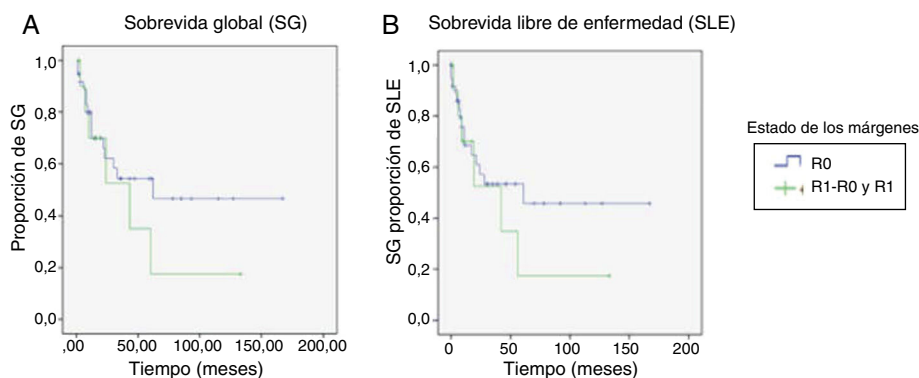 A
Sobrevida global (SG)
Proporción de SG
1,0
0,8
0,6
0,4
0,2
0,0
,00
50,00
100,00
150,00
200,00
Tiempo (meses)
B
Sobrevida libre de enfermedad (SLE)
SG proporción de SLE
1,0
0,8
0,6
0,4
0,2
0,0
0
50
100
150
200
Tiempo (meses)
Estado de los márgenes
R0
R1-R0 y R1